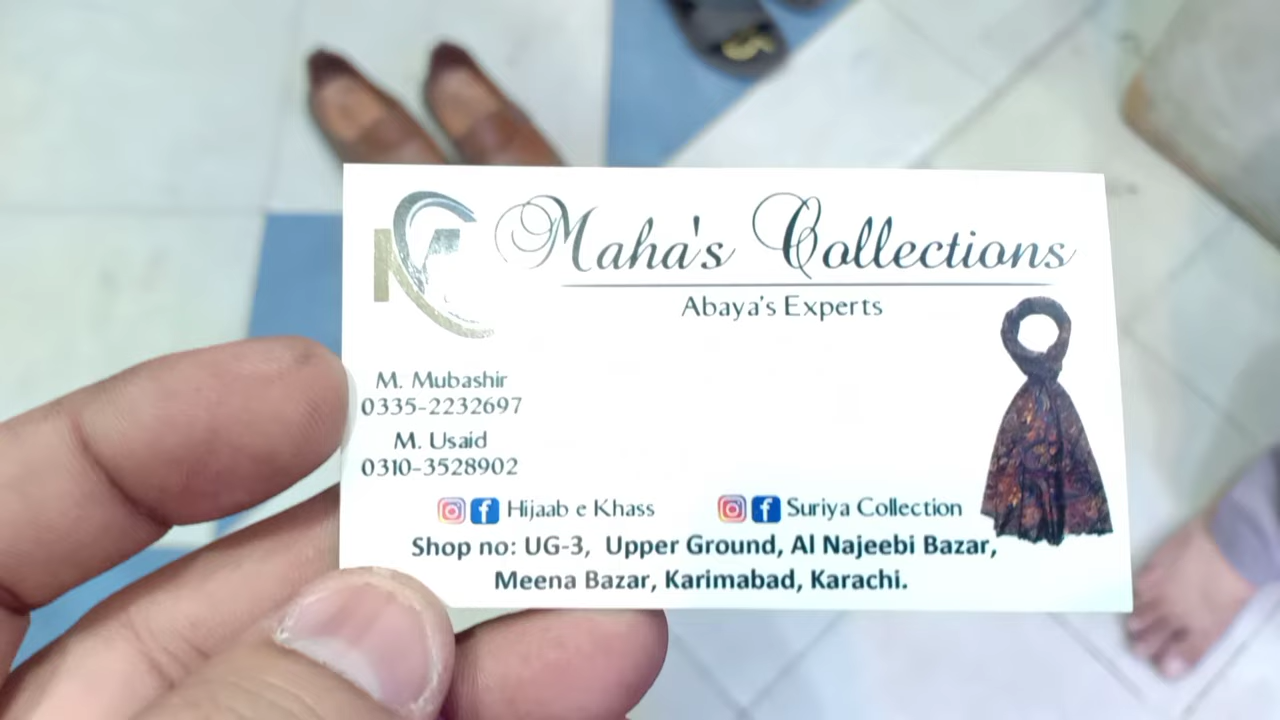 MC
Maha's Collections
Abaya's Experts
M. Mubashir
0335-2232697
M. Usaid
0310-3528902
Hijaab e Khass
Suriya Collection
Shop no: UG-3, Upper Ground, Al Najeebi Bazar,
Meena Bazar, Karimabad, Karachi.